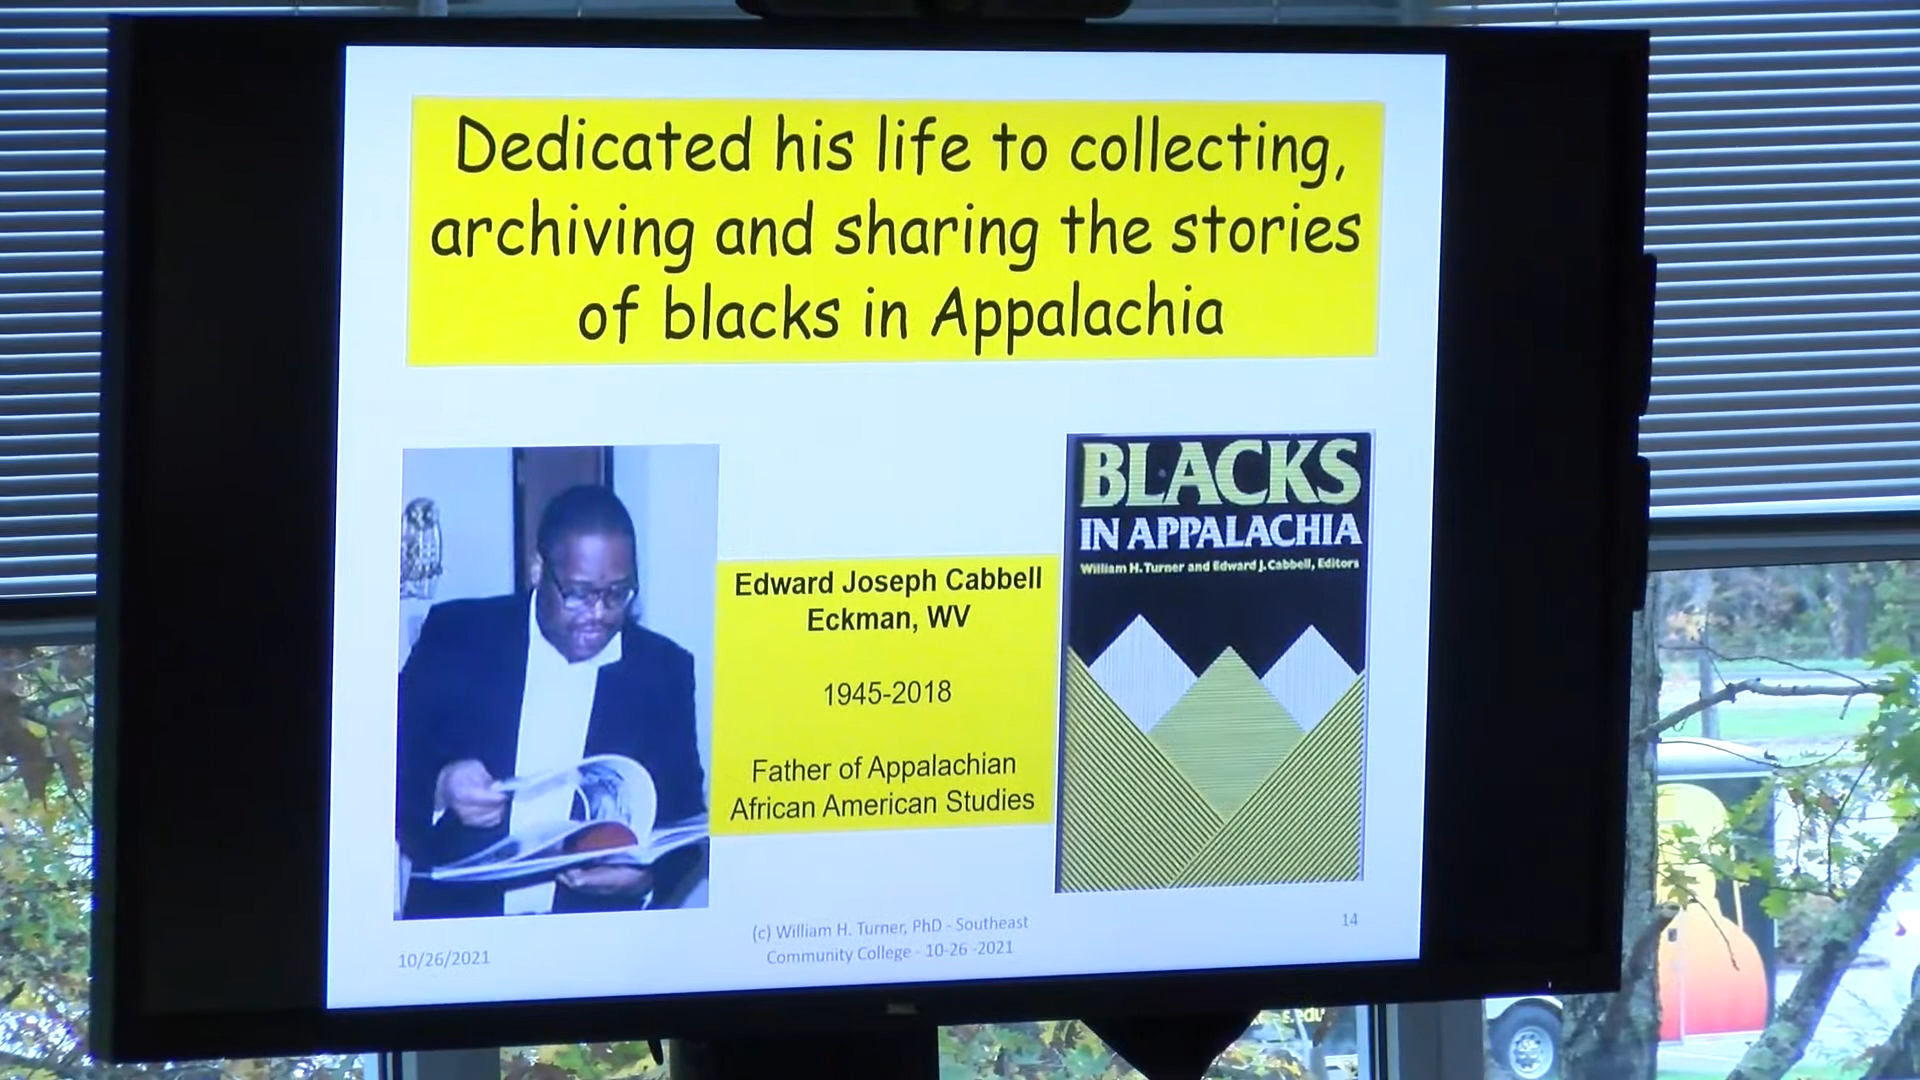 Dedicated his life to collecting,
archiving and sharing the stories
of blacks in Appalachia
Edward Joseph Cabbell
Eckman, WV
1945-2018
Father of Appalachian
African American Studies
BLACKS
IN APPALACHIA
William H. Turner and Edward J. Cabbell, Editors
10/26/2021
(c) William H. Turner, PhD - Southeast
Community College - 10-26 -2021
14